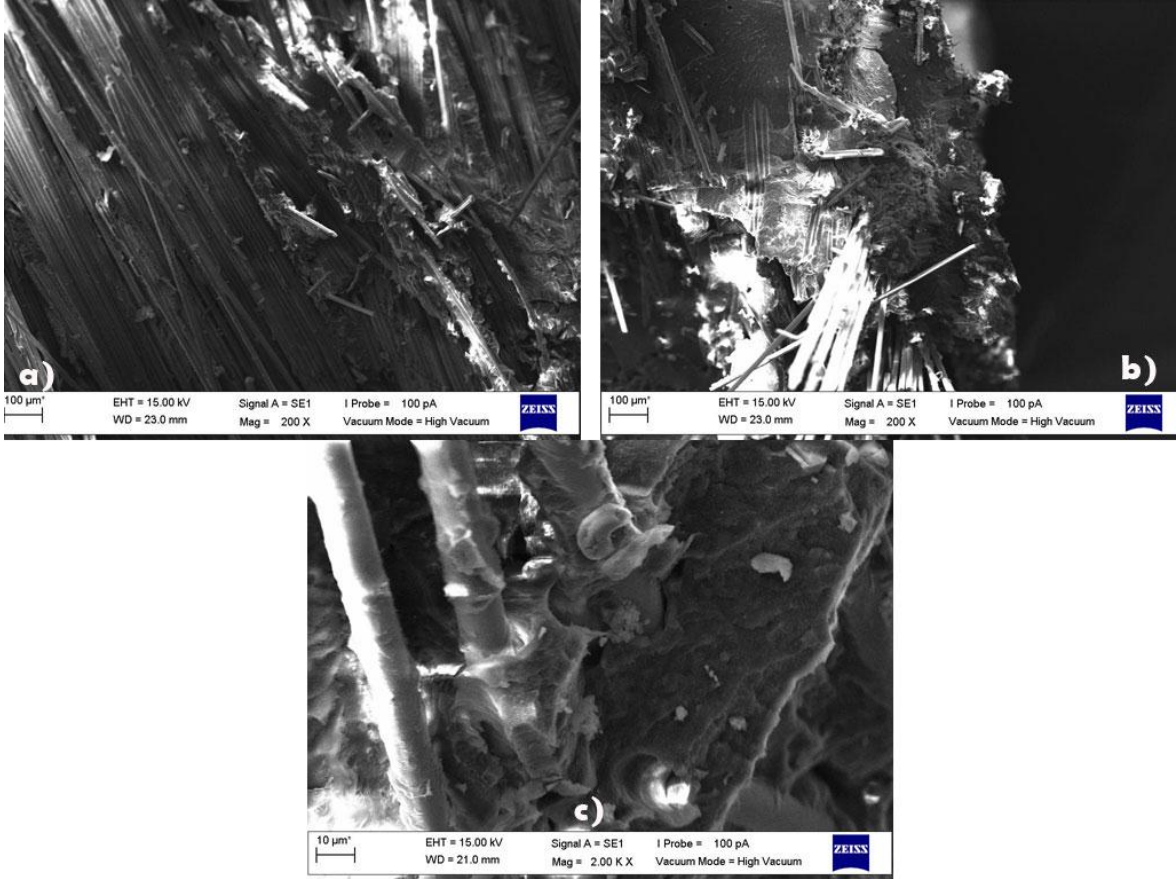 a)
100 µm*
EHT = 15.00 kV Signal A = SE1 I Probe = 100 pA
WD = 23.0 mm Mag = 200 X Vacuum Mode = High Vacuum
ZEISS
b)
100 µm*
EHT = 15.00 kV Signal A = SE1 I Probe = 100 pA
WD = 23.0 mm Mag = 200 X Vacuum Mode = High Vacuum
ZEISS
c)
10 µm*
EHT = 15.00 kV Signal A = SE1 I Probe = 100 pA
WD = 21.0 mm Mag = 2.00 K X Vacuum Mode = High Vacuum
ZEISS